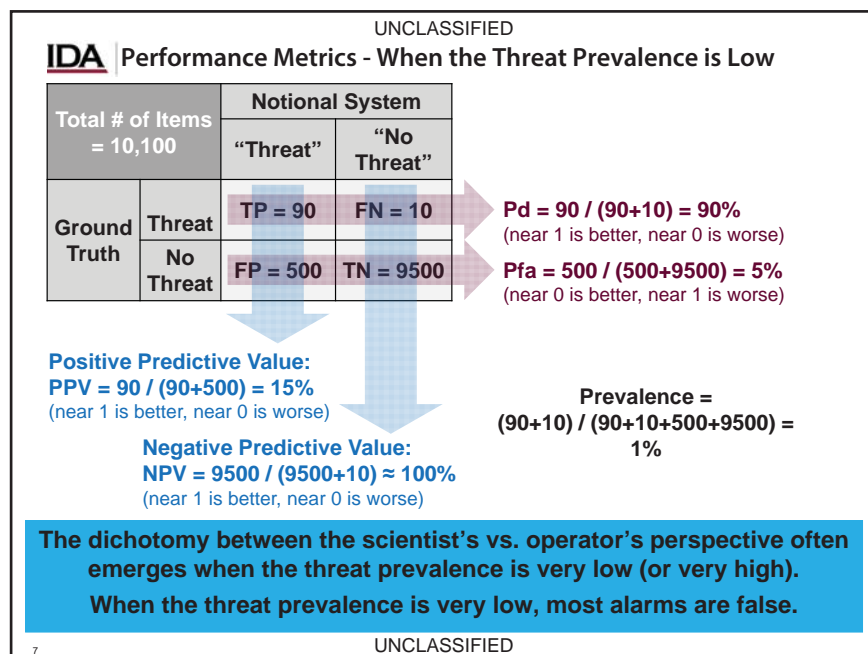 UNCLASSIFIED
IDA Performance Metrics - When the Threat Prevalence is Low
Total # of Items
= 10,100
Notional System
“Threat”
“No
Threat”
Ground
Truth
Threat
TP = 90
FN = 10
Pd = 90 / (90+10) = 90%
(near 1 is better, near 0 is worse)
No
Threat
FP = 500
TN = 9500
Pfa = 500 / (500+9500) = 5%
(near 0 is better, near 1 is worse)
Positive Predictive Value:
PPV = 90 / (90+500) = 15%
(near 1 is better, near 0 is worse)
Prevalence =
(90+10) / (90+10+500+9500) =
1%
Negative Predictive Value:
NPV = 9500 / (9500+10) ≈ 100%
(near 1 is better, near 0 is worse)
The dichotomy between the scientist’s vs. operator’s perspective often
emerges when the threat prevalence is very low (or very high).
When the threat prevalence is very low, most alarms are false.
7
UNCLASSIFIED